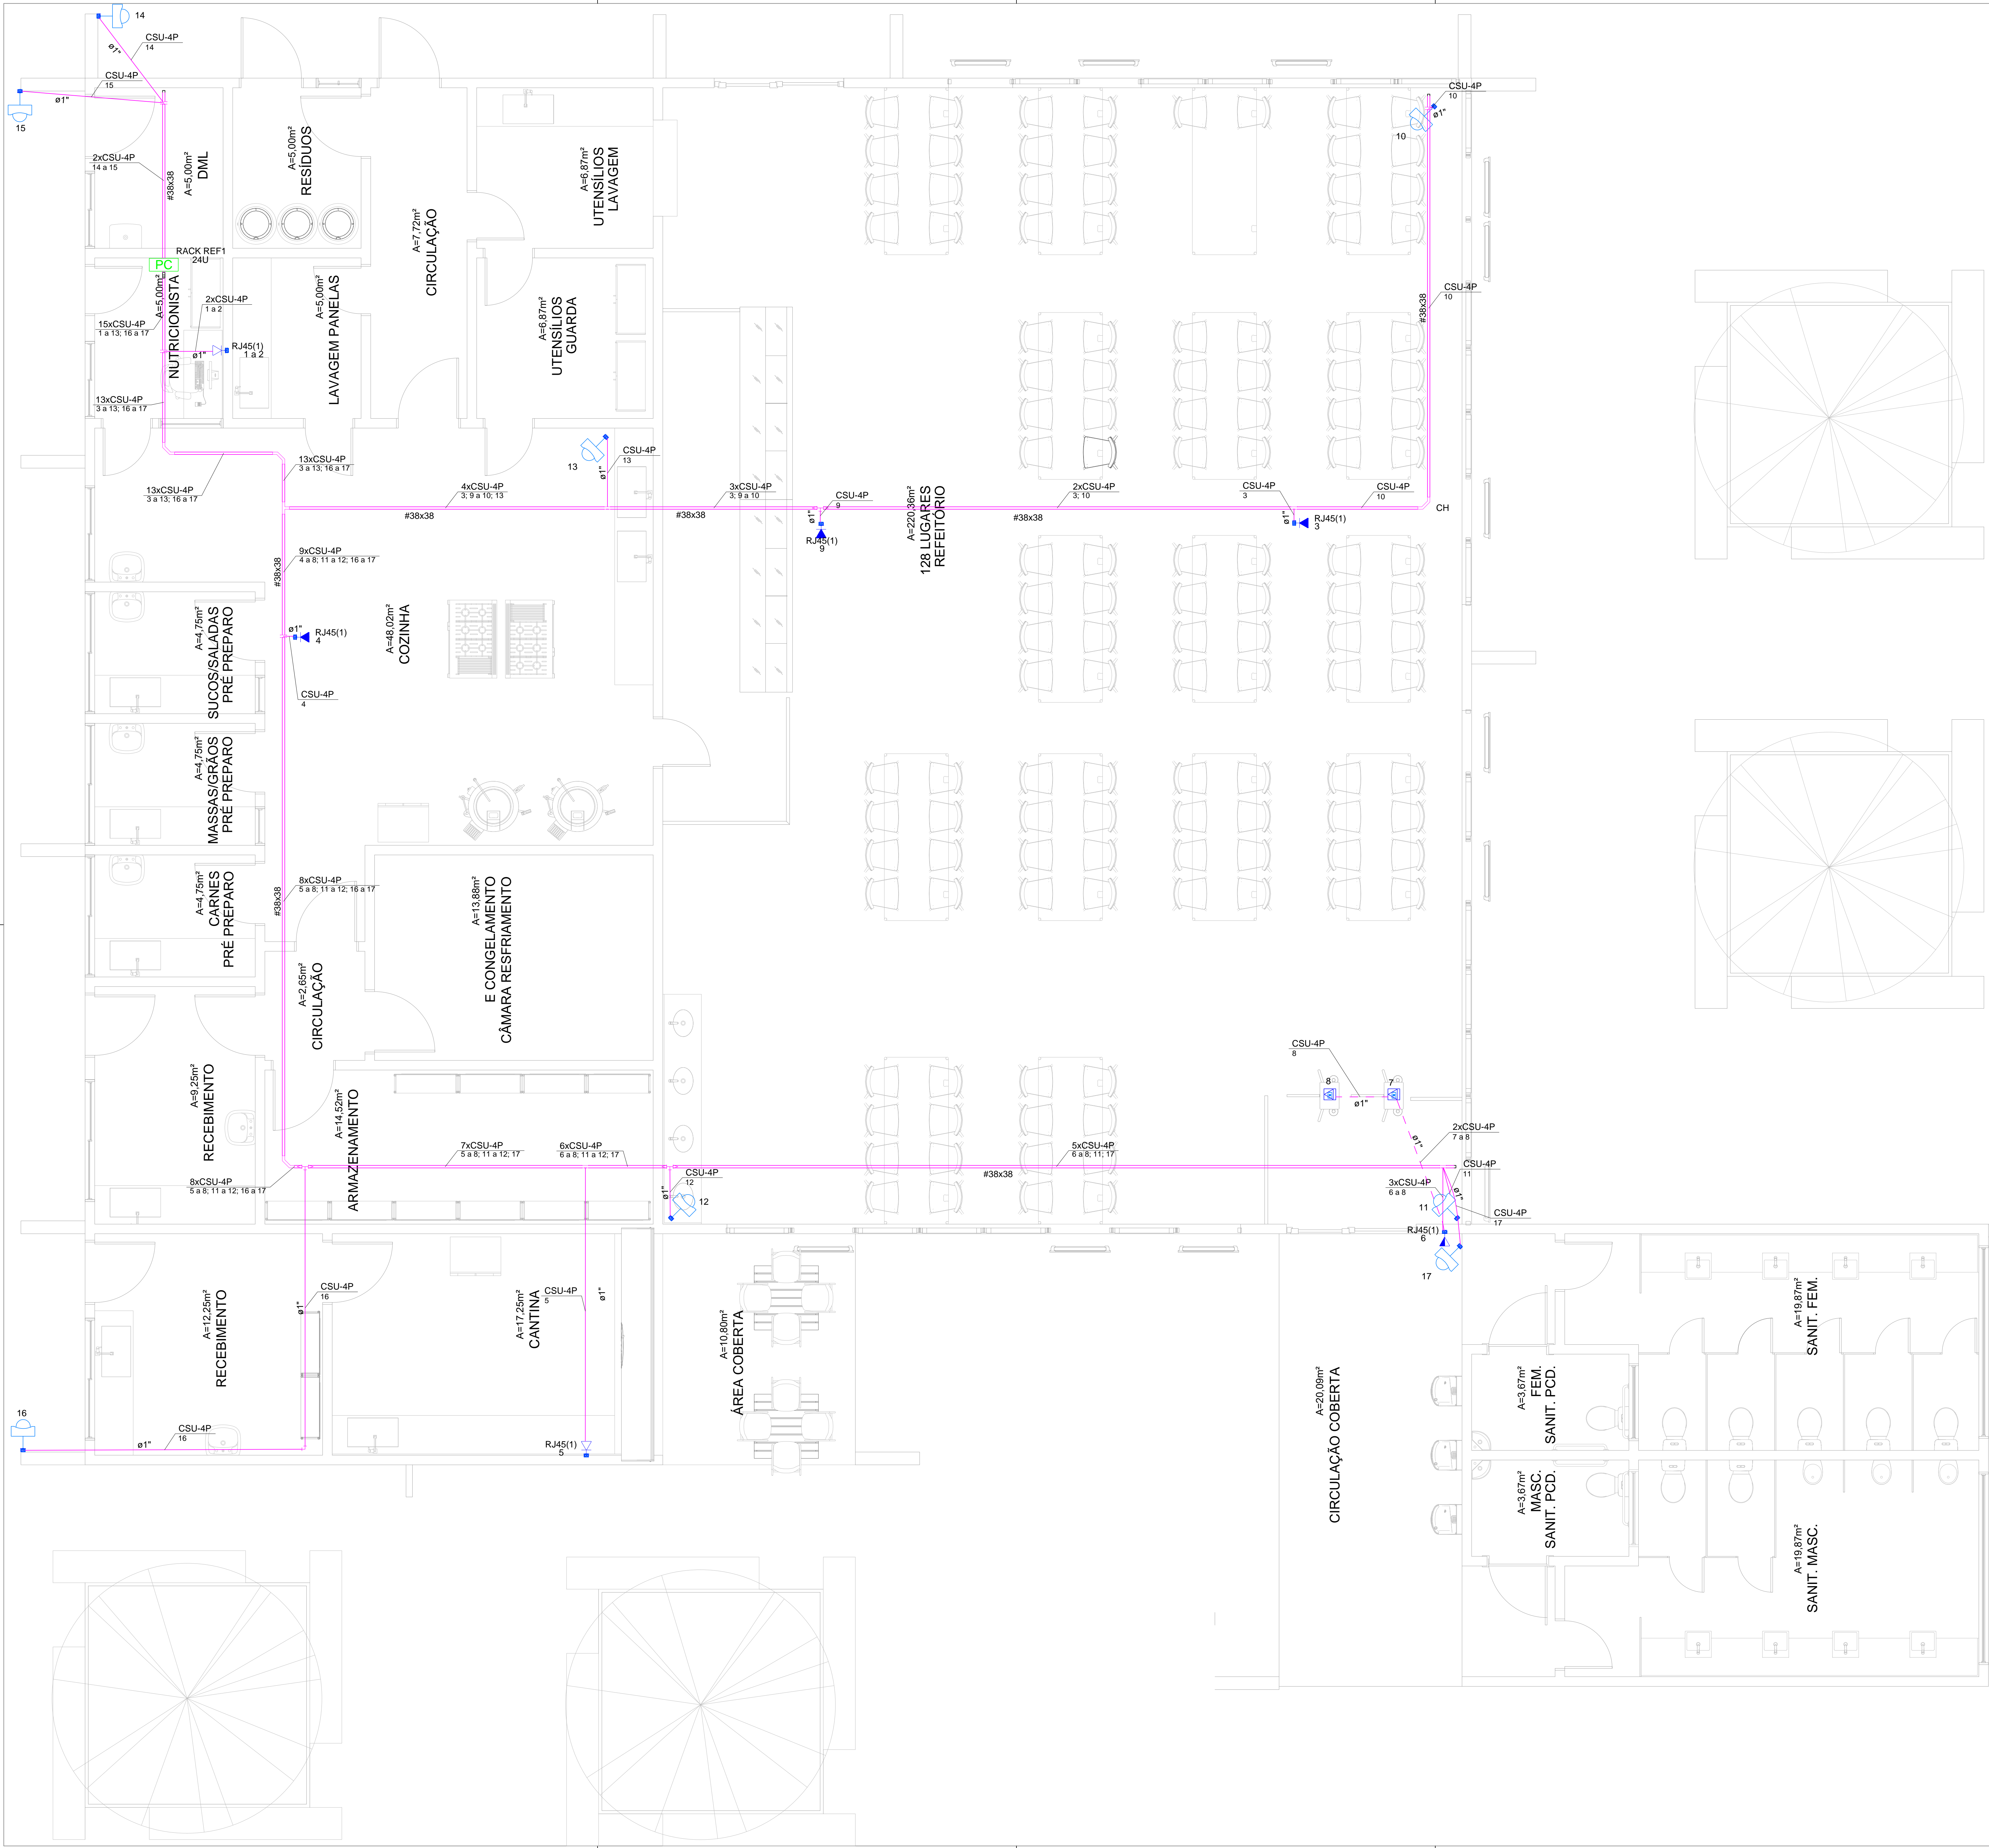 14
CSU-4P
14
ø1"
CSU-4P
15
ø1"
15
2xCSU-4P
14 a 15
#38x38
DML
A=5,00m²
RESÍDUOS
A=5,00m²
LAVAGEM
UTENSÍLIOS
A=6,87m²
CIRCULAÇÃO
A=7,72m²
CSU-4P
10
ø1"
10
RACK REF1
24U
PC
NUTRICIONISTA
A=5,00m²
2xCSU-4P
1 a 2
15xCSU-4P
1 a 13; 16 a 17
ø1"
RJ45(1)
1 a 2
LAVAGEM PANELAS
A=5,00m²
GUARDA
UTENSÍLIOS
A=6,87m²
CSU-4P
10
#38x38
13xCSU-4P
3 a 13; 16 a 17
13xCSU-4P
3 a 13; 16 a 17
13xCSU-4P
3 a 13; 16 a 17
13
CSU-4P
13
ø1"
4xCSU-4P
3; 9 a 10; 13
#38x38
3xCSU-4P
3; 9 a 10
#38x38
CSU-4P
9
ø1"
RJ45(1)
9
REFEITÓRIO
128 LUGARES
A=220,36m²
2xCSU-4P
3; 10
#38x38
CSU-4P
3
ø1"
RJ45(1)
3
CSU-4P
10
CH
9xCSU-4P
4 a 8; 11 a 12; 16 a 17
#38x38
ø1"
RJ45(1)
4
CSU-4P
4
COZINHA
A=48,02m²
PRÉ PREPARO
SUCOS/SALADAS
A=4,75m²
PRÉ PREPARO
MASSAS/GRÃOS
A=4,75m²
PRÉ PREPARO
CARNES
A=4,75m²
8xCSU-4P
5 a 8; 11 a 12; 16 a 17
#38x38
CÂMARA RESFRIAMENTO
E CONGELAMENTO
A=13,88m²
CIRCULAÇÃO
A=2,65m²
RECEBIMENTO
A=9,25m²
ARMAZENAMENTO
A=14,52m²
CSU-4P
8
8
7
ø1"
2xCSU-4P
7 a 8
ø1"
7xCSU-4P
5 a 8; 11 a 12; 17
6xCSU-4P
6 a 8; 11 a 12; 17
5xCSU-4P
6 a 8; 11; 17
#38x38
8xCSU-4P
5 a 8; 11 a 12; 16 a 17
CSU-4P
12
ø1"
12
CSU-4P
11
3xCSU-4P
6 a 8
ø1"
11
CSU-4P
17
RJ45(1)
6
17
RECEBIMENTO
A=12,25m²
CSU-4P
16
ø1"
CANTINA
A=17,25m²
CSU-4P
5
ø1"
RJ45(1)
5
ÁREA COBERTA
A=10,80m²
16
CSU-4P
16
ø1"
CIRCULAÇÃO COBERTA
A=20,09m²
SANIT. PCD.
FEM.
A=3,67m²
SANIT. PCD.
MASC.
A=3,67m²
SANIT. FEM.
A=19,87m²
SANIT. MASC.
A=19,87m²